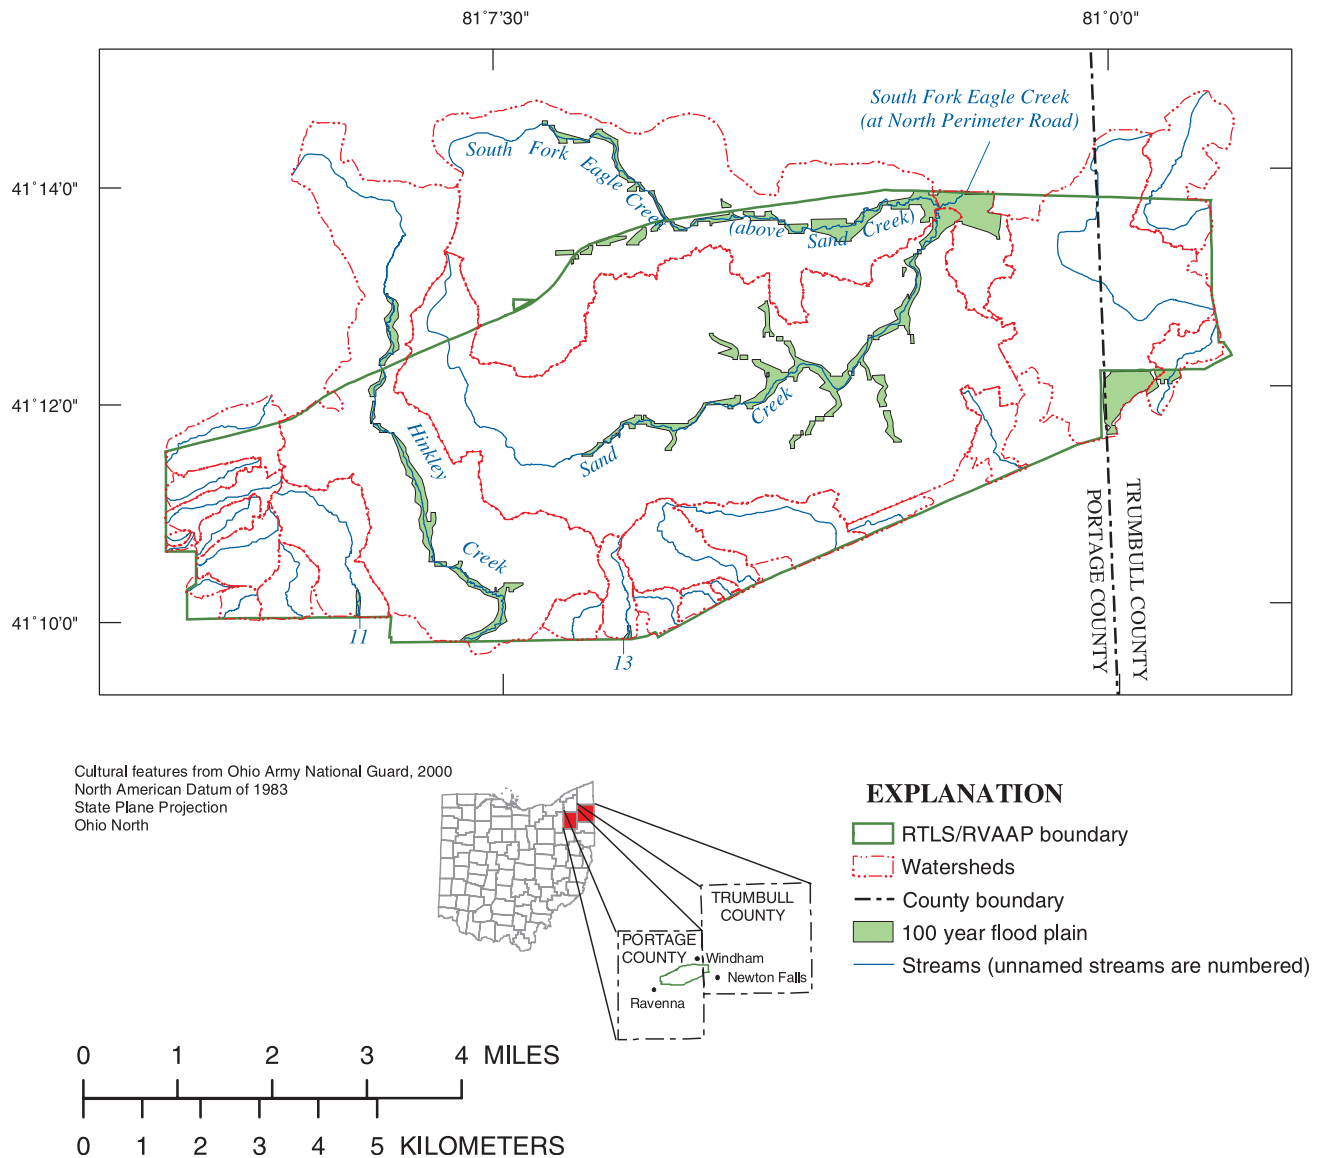 81°7'30"
81°0'0"
South Fork Eagle Creek
(at North Perimeter Road)
41°14'0"
South Fork
Eagle Creek
(above Sand Creek)
41°12'0"
Hinkley
Creek
Sand
Creek
41°10'0"
11
13
PORTAGE COUNTY
TRUMBULL COUNTY
Cultural features from Ohio Army National Guard, 2000
North American Datum of 1983
State Plane Projection
Ohio North
TRUMBULL
COUNTY
PORTAGE
COUNTY
Windham
Newton Falls
Ravenna
EXPLANATION
RTLS/RVAAP boundary
Watersheds
County boundary
100 year flood plain
Streams (unnamed streams are numbered)
0 1 2 3 4 MILES
0 1 2 3 4 5 KILOMETERS